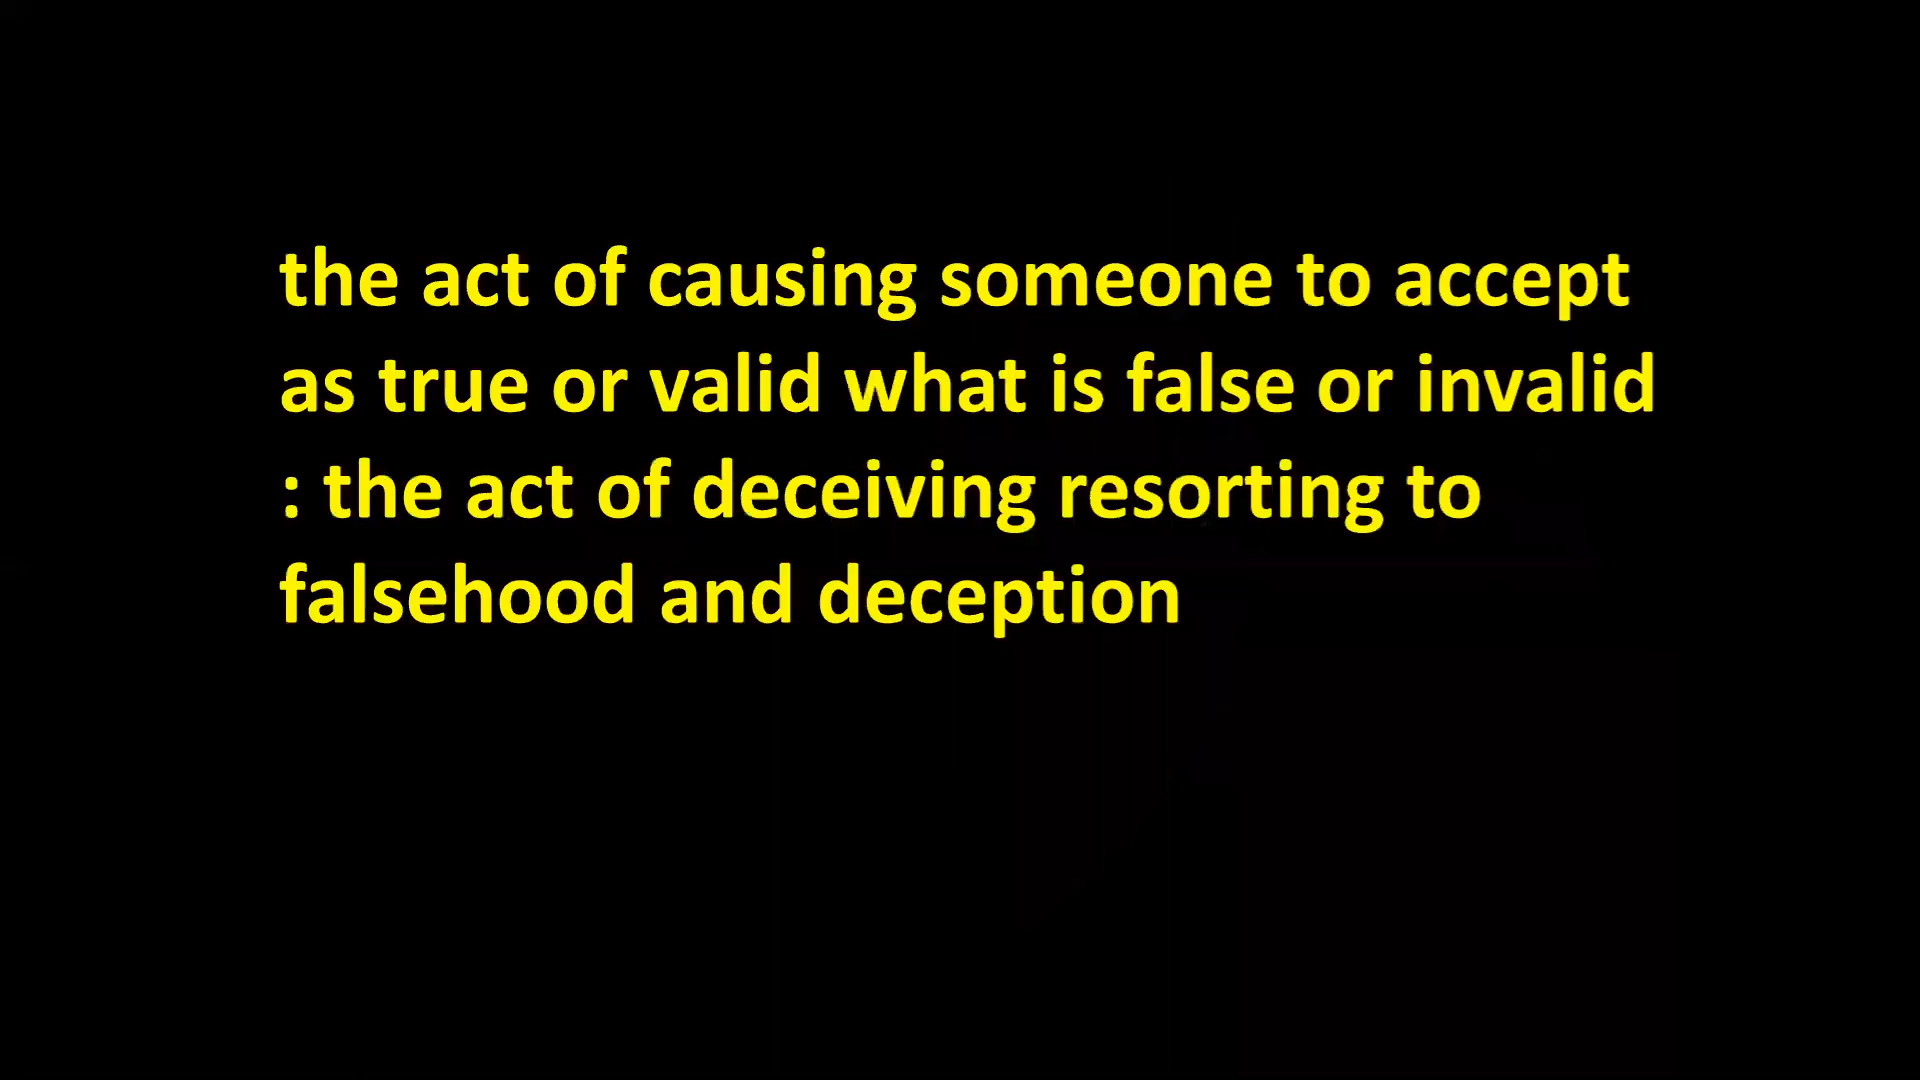 the act of causing someone to accept
as true or valid what is false or invalid
: the act of deceiving resorting to
falsehood and deception